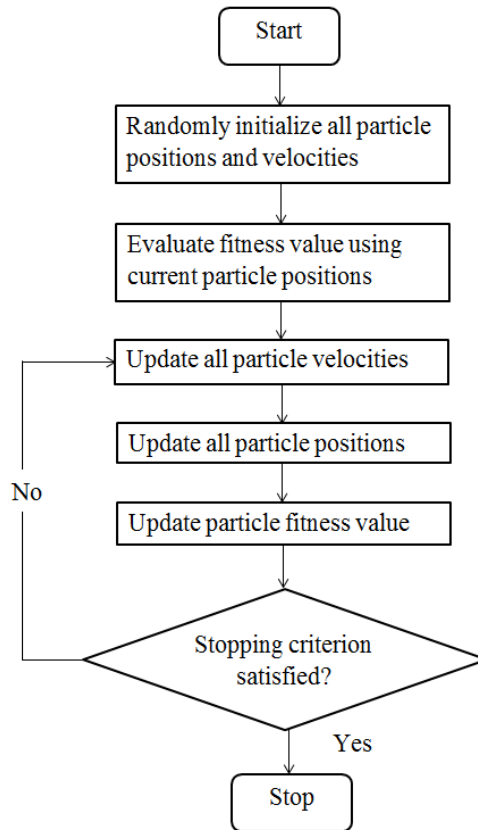 Start
Randomly initialize all particle
positions and velocities
Evaluate fitness value using
current particle positions
Update all particle velocities
Update all particle positions
No
Update particle fitness value
Stopping criterion
satisfied?
Yes
Stop